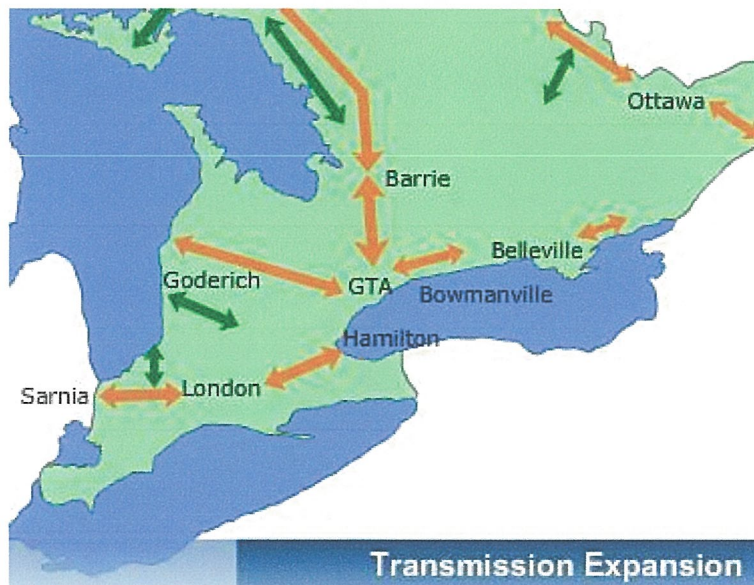 Ottawa
Barrie
Belleville
Goderich
GTA
Bowmanville
Hamilton
Sarnia
London
Transmission Expansion